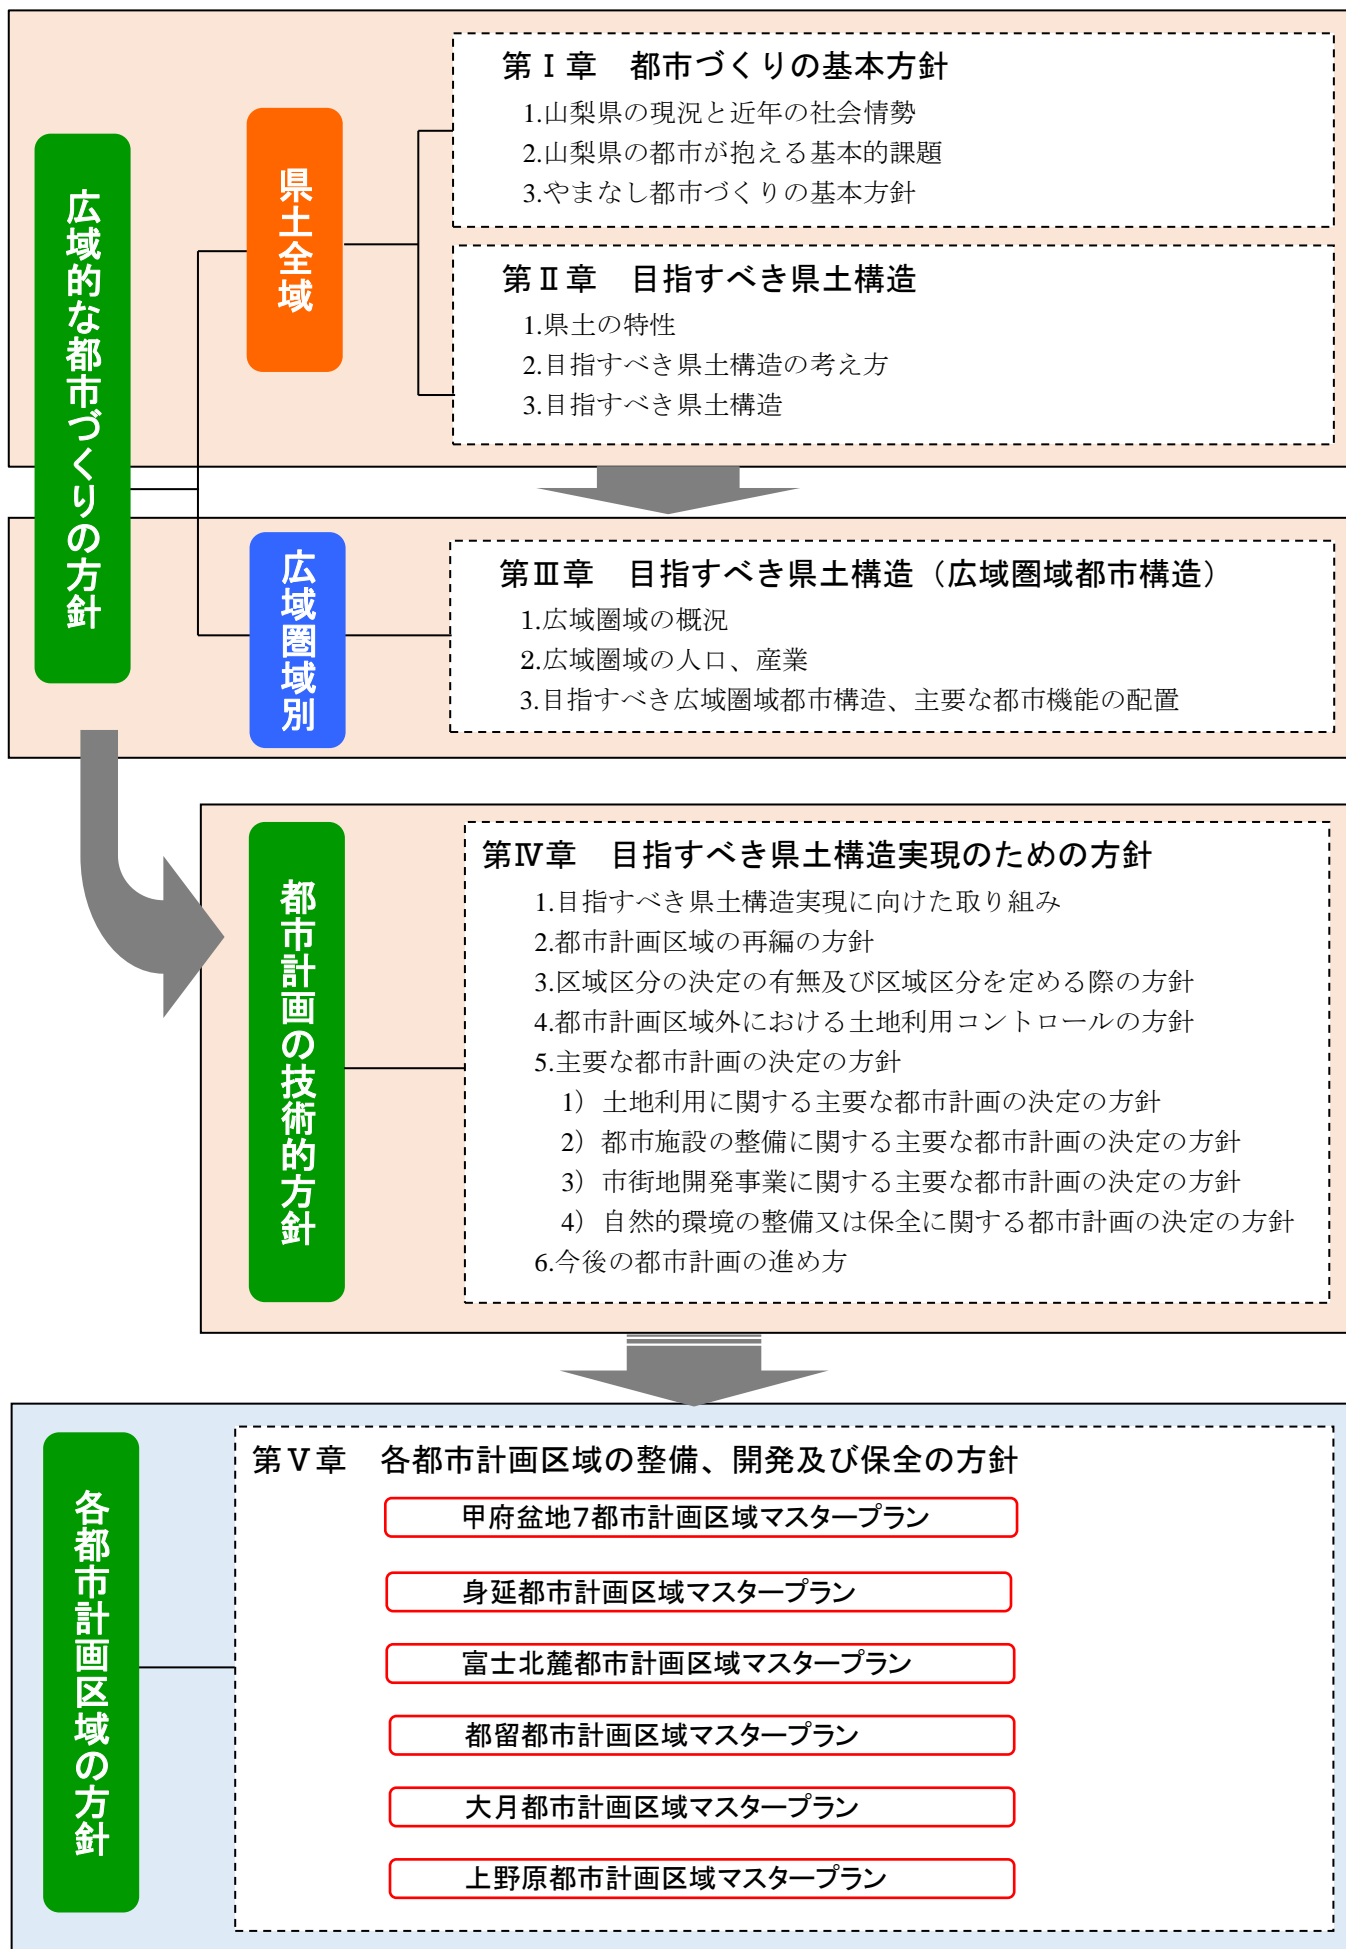 広域的な都市づくりの方針
県土全域
第Ⅰ章　都市づくりの基本方針
1.山梨県の現況と近年の社会情勢
2.山梨県の都市が抱える基本的課題
3.やまなし都市づくりの基本方針
第Ⅱ章　目指すべき県土構造
1.県土の特性
2.目指すべき県土構造の考え方
3.目指すべき県土構造
広域圏域別
第Ⅲ章　目指すべき県土構造（広域圏域都市構造）
1.広域圏域の概況
2.広域圏域の人口、産業
3.目指すべき広域圏域都市構造、主要な都市機能の配置
都市計画の技術的方針
第Ⅳ章　目指すべき県土構造実現のための方針
1.目指すべき県土構造実現に向けた取り組み
2.都市計画区域の再編の方針
3.区域区分の決定の有無及び区域区分を定める際の方針
4.都市計画区域外における土地利用コントロールの方針
5.主要な都市計画の決定の方針
1）土地利用に関する主要な都市計画の決定の方針
2）都市施設の整備に関する主要な都市計画の決定の方針
3）市街地開発事業に関する主要な都市計画の決定の方針
4）自然的環境の整備又は保全に関する都市計画の決定の方針
6.今後の都市計画の進め方
各都市計画区域の方針
第Ⅴ章　各都市計画区域の整備、開発及び保全の方針
甲府盆地7都市計画区域マスタープラン
身延都市計画区域マスタープラン
富士北麓都市計画区域マスタープラン
都留都市計画区域マスタープラン
大月都市計画区域マスタープラン
上野原都市計画区域マスタープラン